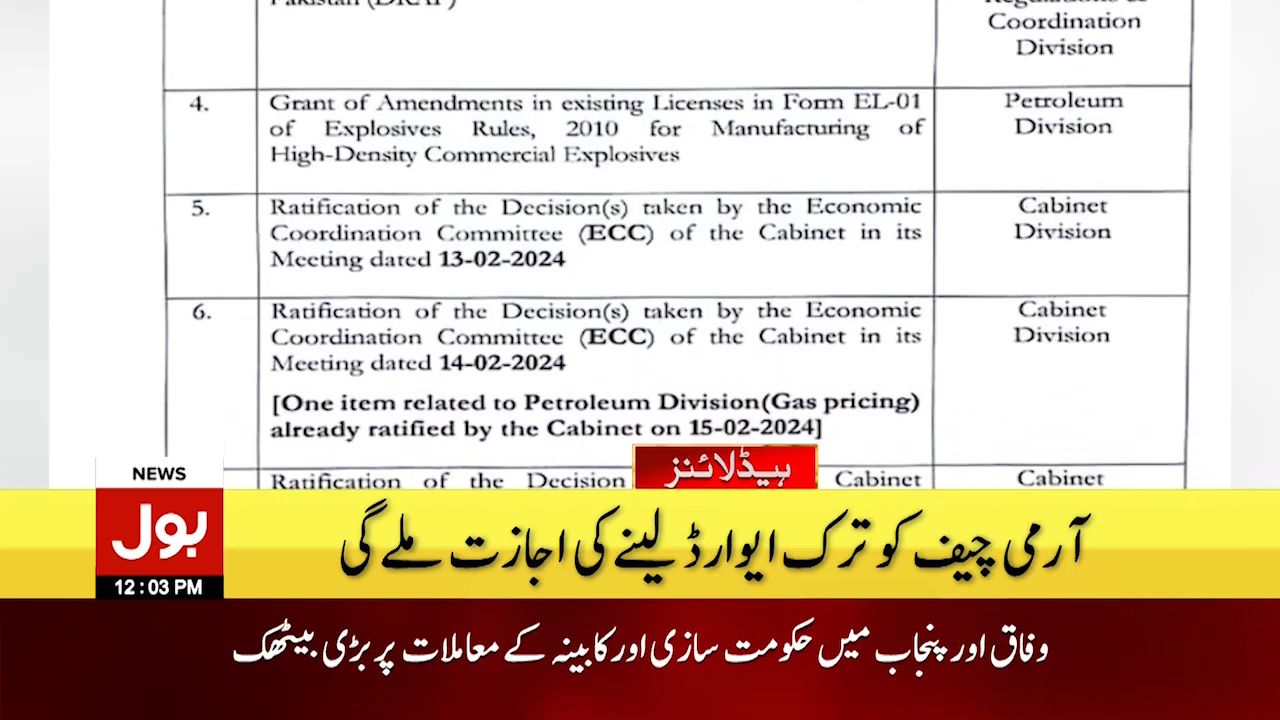 Pakistan (DRAP)
Regulations &
Coordination
Division
4.
Grant of Amendments in existing Licenses in Form EL-01
of Explosives Rules, 2010 for Manufacturing of
High-Density Commercial Explosives
Petroleum
Division
5.
Ratification of the Decision(s) taken by the Economic
Coordination Committee (ECC) of the Cabinet in its
Meeting dated 13-02-2024
Cabinet
Division
6.
Ratification of the Decision(s) taken by the Economic
Coordination Committee (ECC) of the Cabinet in its
Meeting dated 14-02-2024
[One item related to Petroleum Division(Gas pricing)
already ratified by the Cabinet on 15-02-2024]
Cabinet
Division
Ratification of the Decision Cabinet
Cabinet
ہیڈلائنز
NEWS
بول
12:03 PM
آرمی چیف کو ترک ایوارڈ لینے کی اجازت ملے گی
وفاق اور پنجاب میں حکومت سازی اور کابینہ کے معاملات پر بڑی بیٹھک